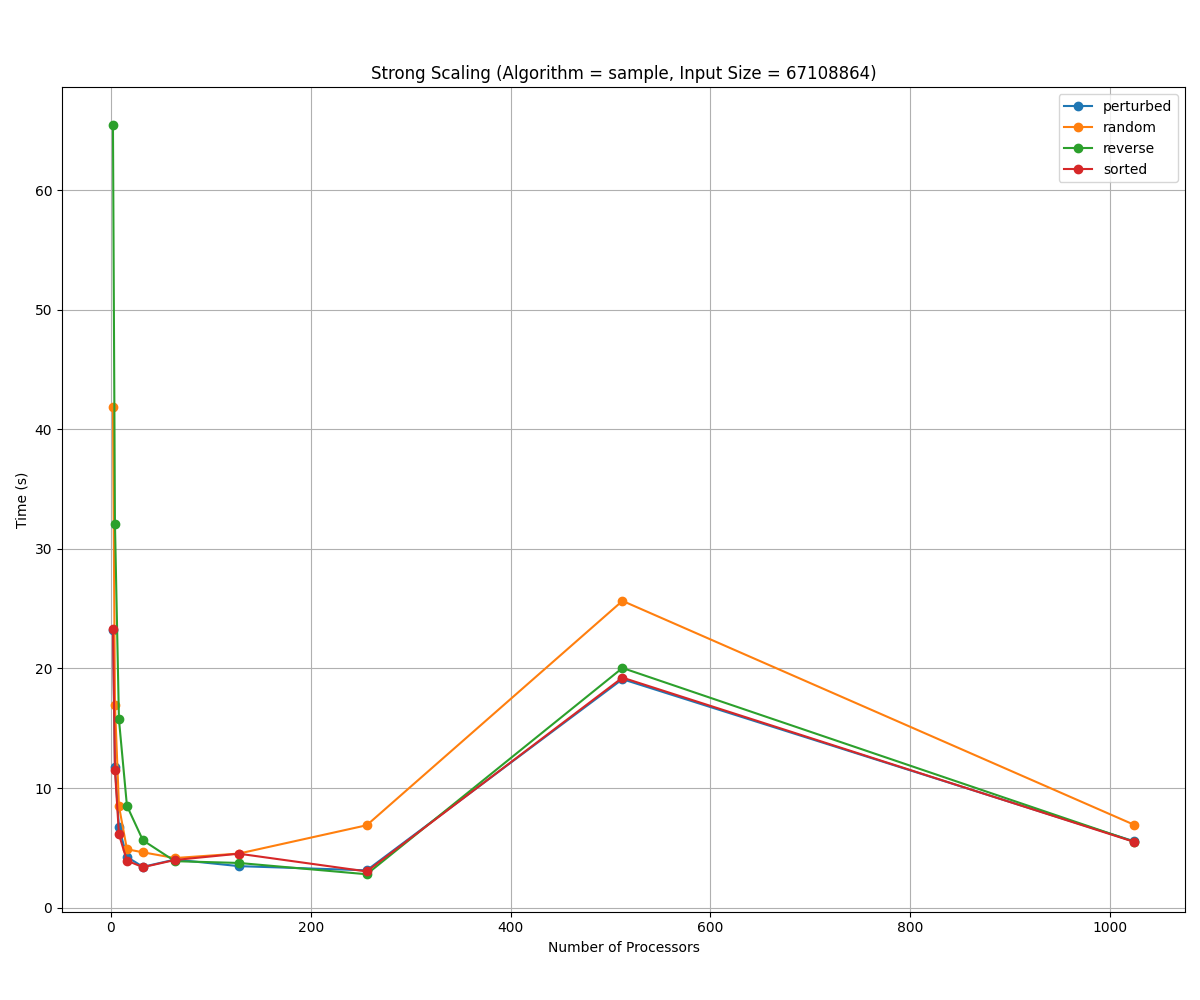 Strong Scaling (Algorithm = sample, Input Size = 67108864)
perturbed
random
reverse
sorted
Time (s)
60
50
40
30
20
10
0
0 200 400 600 800 1000
Number of Processors